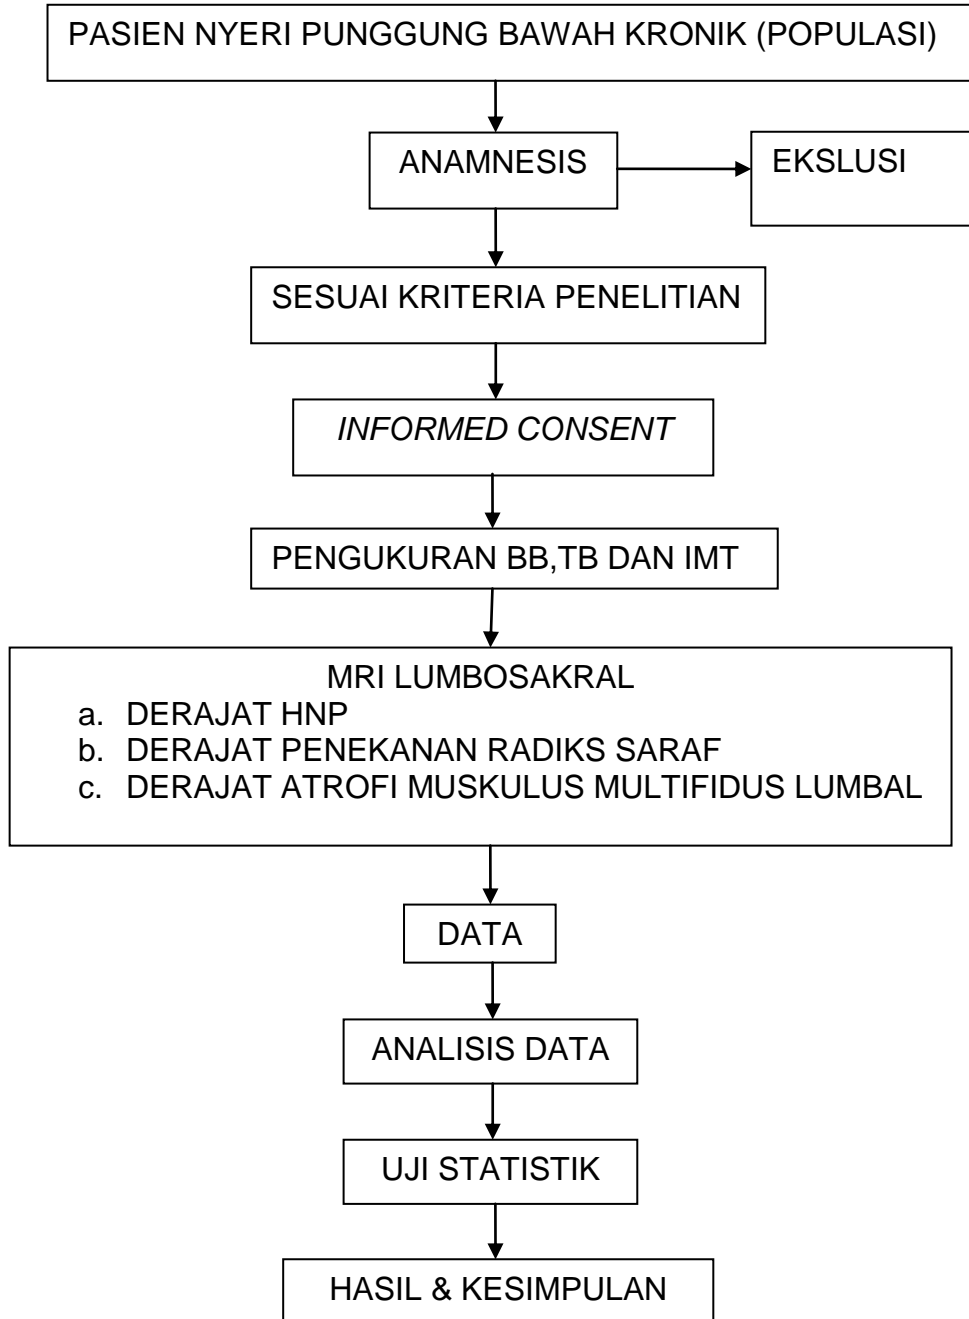 PASIEN NYERI PUNGGUNG BAWAH KRONIK (POPULASI)
ANAMNESIS
EKSLUSI
SESUAI KRITERIA PENELITIAN
INFORMED CONSENT
PENGUKURAN BB,TB DAN IMT
MRI LUMBOSAKRAL
a. DERAJAT HNP
b. DERAJAT PENEKANAN RADIKS SARAF
c. DERAJAT ATROFI MUSKULUS MULTIFIDUS LUMBAL
DATA
ANALISIS DATA
UJI STATISTIK
HASIL & KESIMPULAN